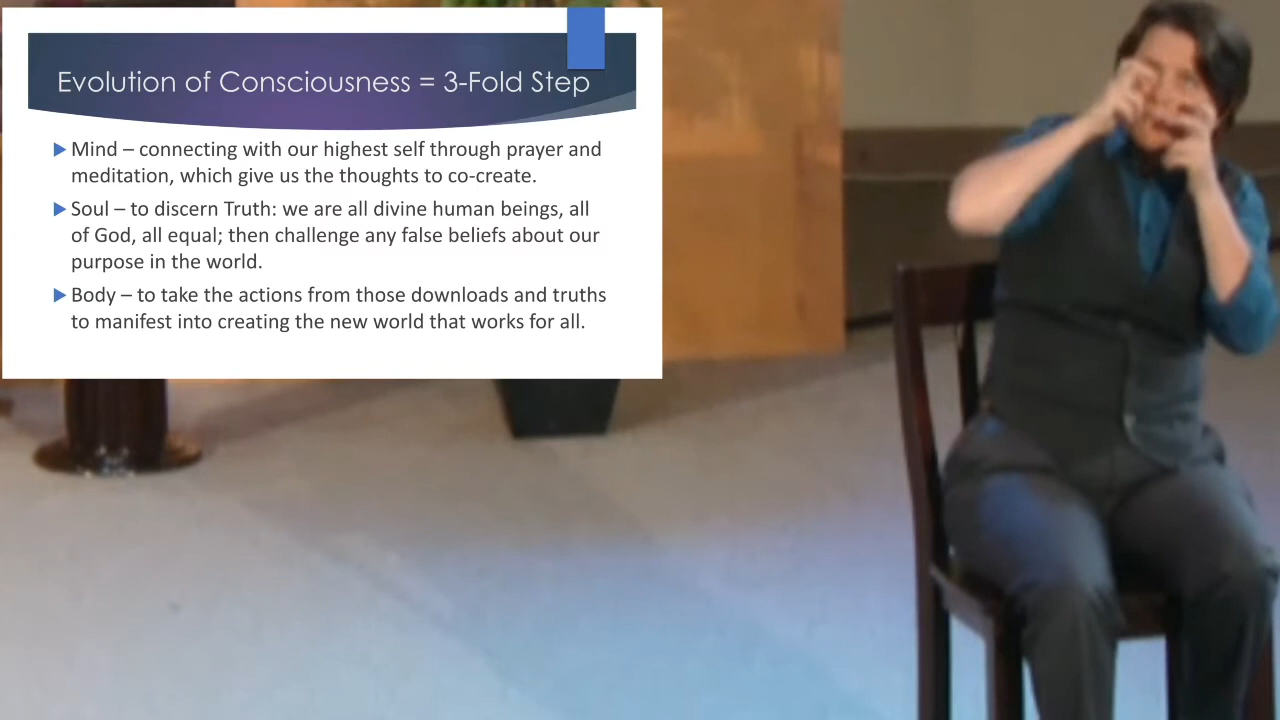 Evolution of Consciousness = 3-Fold Step
Mind – connecting with our highest self through prayer and
meditation, which give us the thoughts to co-create.
Soul – to discern Truth: we are all divine human beings, all
of God, all equal; then challenge any false beliefs about our
purpose in the world.
Body – to take the actions from those downloads and truths
to manifest into creating the new world that works for all.